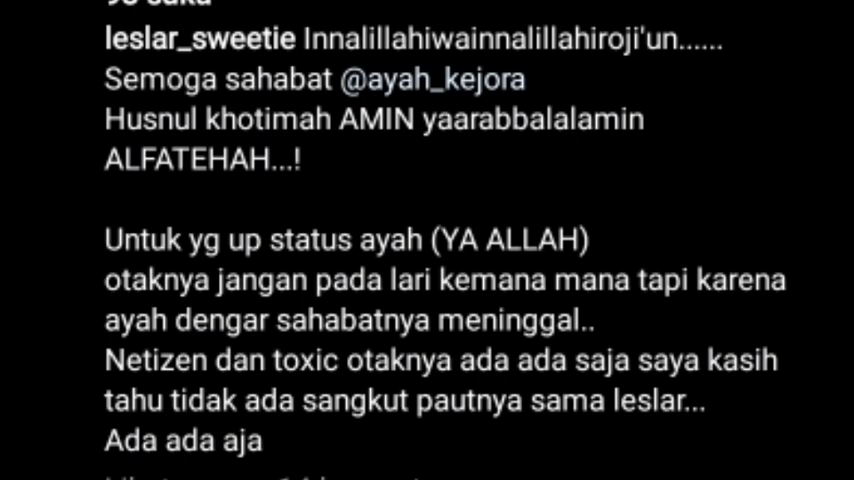 leslar_sweetie Innalillahiwainnalillahiroji'un......
Semoga sahabat @ayah_kejora
Husnul khotimah AMIN yaarabbalalamin
ALFATEHAH...!
Untuk yg up status ayah (YA ALLAH)
otaknya jangan pada lari kemana mana tapi karena
ayah dengar sahabatnya meninggal..
Netizen dan toxic otaknya ada ada saja saya kasih
tahu tidak ada sangkut pautnya sama leslar...
Ada ada aja